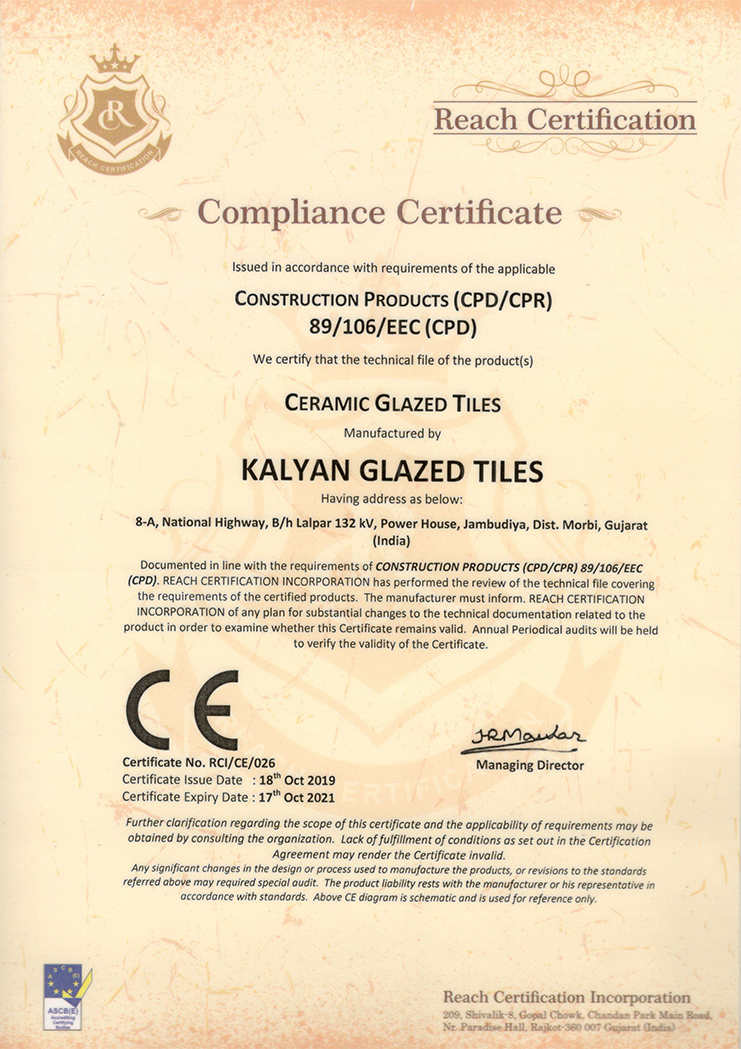 RC
REACH CERTIFICATION
Reach Certification
Compliance Certificate
Issued in accordance with requirements of the applicable
CONSTRUCTION PRODUCTS (CPD/CPR)
89/106/EEC (CPD)
We certify that the technical file of the product(s)
CERAMIC GLAZED TILES
Manufactured by
KALYAN GLAZED TILES
Having address as below:
8-A, National Highway, B/h Lalpar 132 kV, Power House, Jambudiya, Dist. Morbi, Gujarat
(India)
Documented in line with the requirements of CONSTRUCTION PRODUCTS (CPD/CPR) 89/106/EEC
(CPD). REACH CERTIFICATION INCORPORATION has performed the review of the technical file covering
the requirements of the certified products. The manufacturer must inform. REACH CERTIFICATION
INCORPORATION of any plan for substantial changes to the technical documentation related to the
product in order to examine whether this Certificate remains valid. Annual Periodical audits will be held
to verify the validity of the Certificate.
CE
Certificate No. RCI/CE/026
Certificate Issue Date : 18th Oct 2019
Certificate Expiry Date : 17th Oct 2021
Managing Director
Further clarification regarding the scope of this certificate and the applicability of requirements may be
obtained by consulting the organization. Lack of fulfillment of conditions as set out in the Certification
Agreement may render the Certificate invalid.
Any significant changes in the design or process used to manufacture the products, or revisions to the standards
referred above may required special audit. The product liability rests with the manufacturer or his representative in
accordance with standards. Above CE diagram is schematic and is used for reference only.
ASCB(E)
ASCB(E)
Accrediting
Certifying
Bodies
Reach Certification Incorporation
209, Shivalik-8, Gopal Chowk, Chandan Park Main Road,
Nr. Paradise Hall, Rajkot-360 007 Gujarat (India)